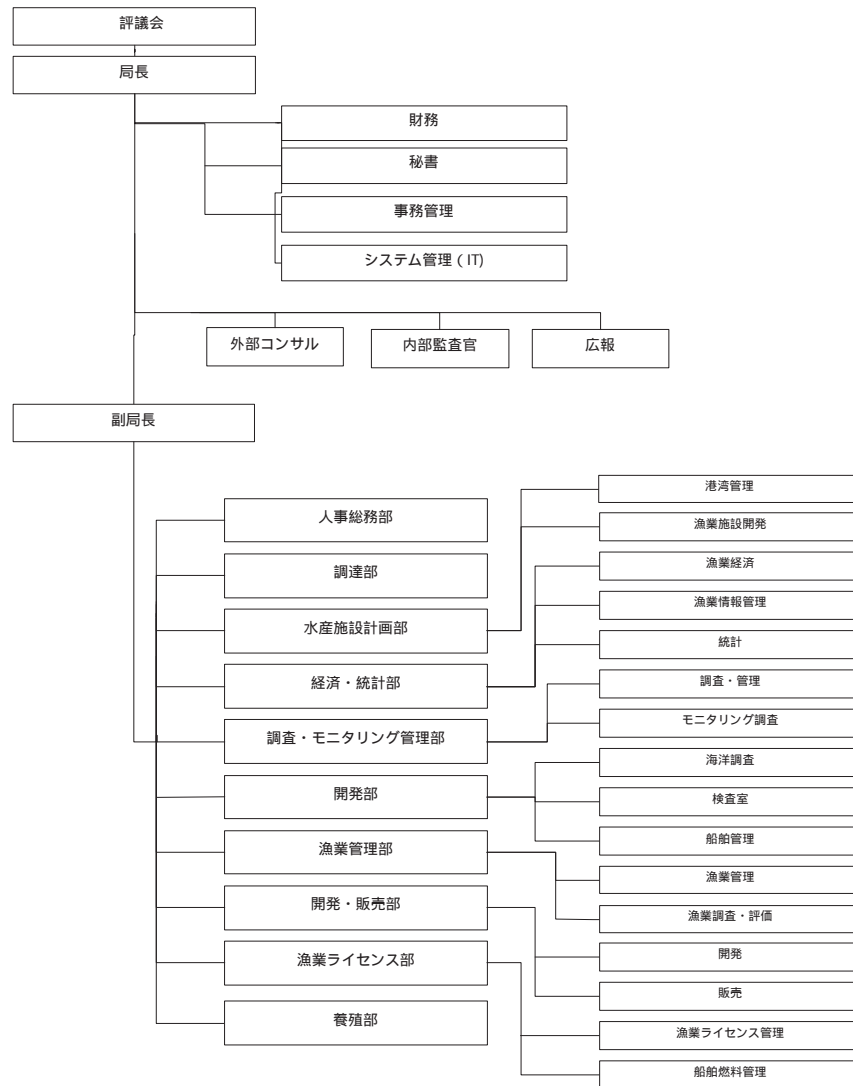 評議会
局長
財務
秘書
事務管理
システム管理（IT)
外部コンサル
内部監査官
広報
副局長
人事総務部
調達部
水産施設計画部
経済・統計部
調査・モニタリング管理部
開発部
漁業管理部
開発・販売部
漁業ライセンス部
養殖部
港湾管理
漁業施設開発
漁業経済
漁業情報管理
統計
調査・管理
モニタリング調査
海洋調査
検査室
船舶管理
漁業管理
漁業調査・評価
開発
販売
漁業ライセンス管理
船舶燃料管理